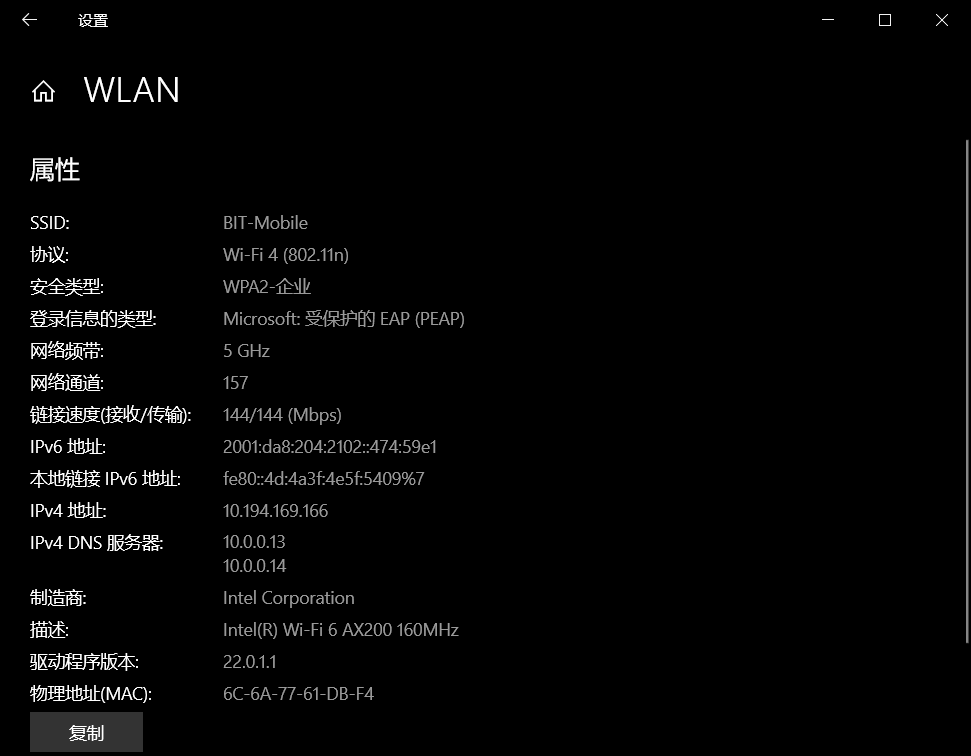 设置
WLAN
属性
SSID: BIT-Mobile
协议: Wi-Fi 4 (802.11n)
安全类型: WPA2-企业
登录信息的类型: Microsoft: 受保护的 EAP (PEAP)
网络频带: 5 GHz
网络通道: 157
链接速度(接收/传输): 144/144 (Mbps)
IPv6 地址: 2001:da8:204:2102::474:59e1
本地链接 IPv6 地址: fe80::4d:4a3f:4e5f:5409%7
IPv4 地址: 10.194.169.166
IPv4 DNS 服务器: 10.0.0.13
10.0.0.14
制造商: Intel Corporation
描述: Intel(R) Wi-Fi 6 AX200 160MHz
驱动程序版本: 22.0.1.1
物理地址(MAC): 6C-6A-77-61-DB-F4
复制